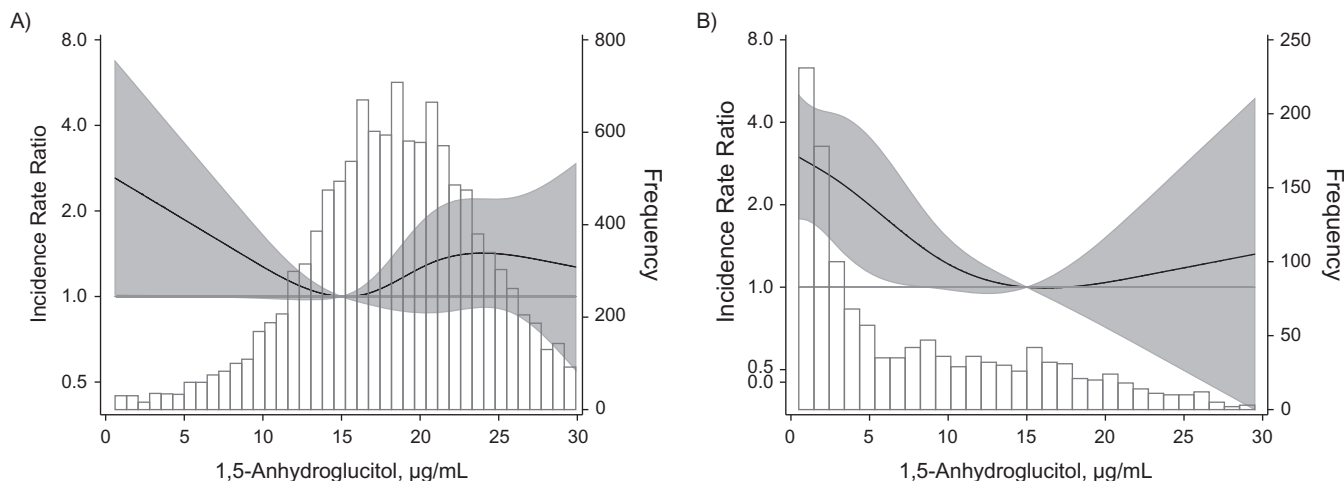 A)
8.0
4.0
2.0
1.0
0.5
Incidence Rate Ratio
800
600
400
200
0
Frequency
0 5 10 15 20 25 30
1,5-Anhydroglucitol, µg/mL
B)
8.0
4.0
2.0
1.0
0.5
0.0
Incidence Rate Ratio
250
200
150
100
50
0
Frequency
0 5 10 15 20 25 30
1,5-Anhydroglucitol, µg/mL